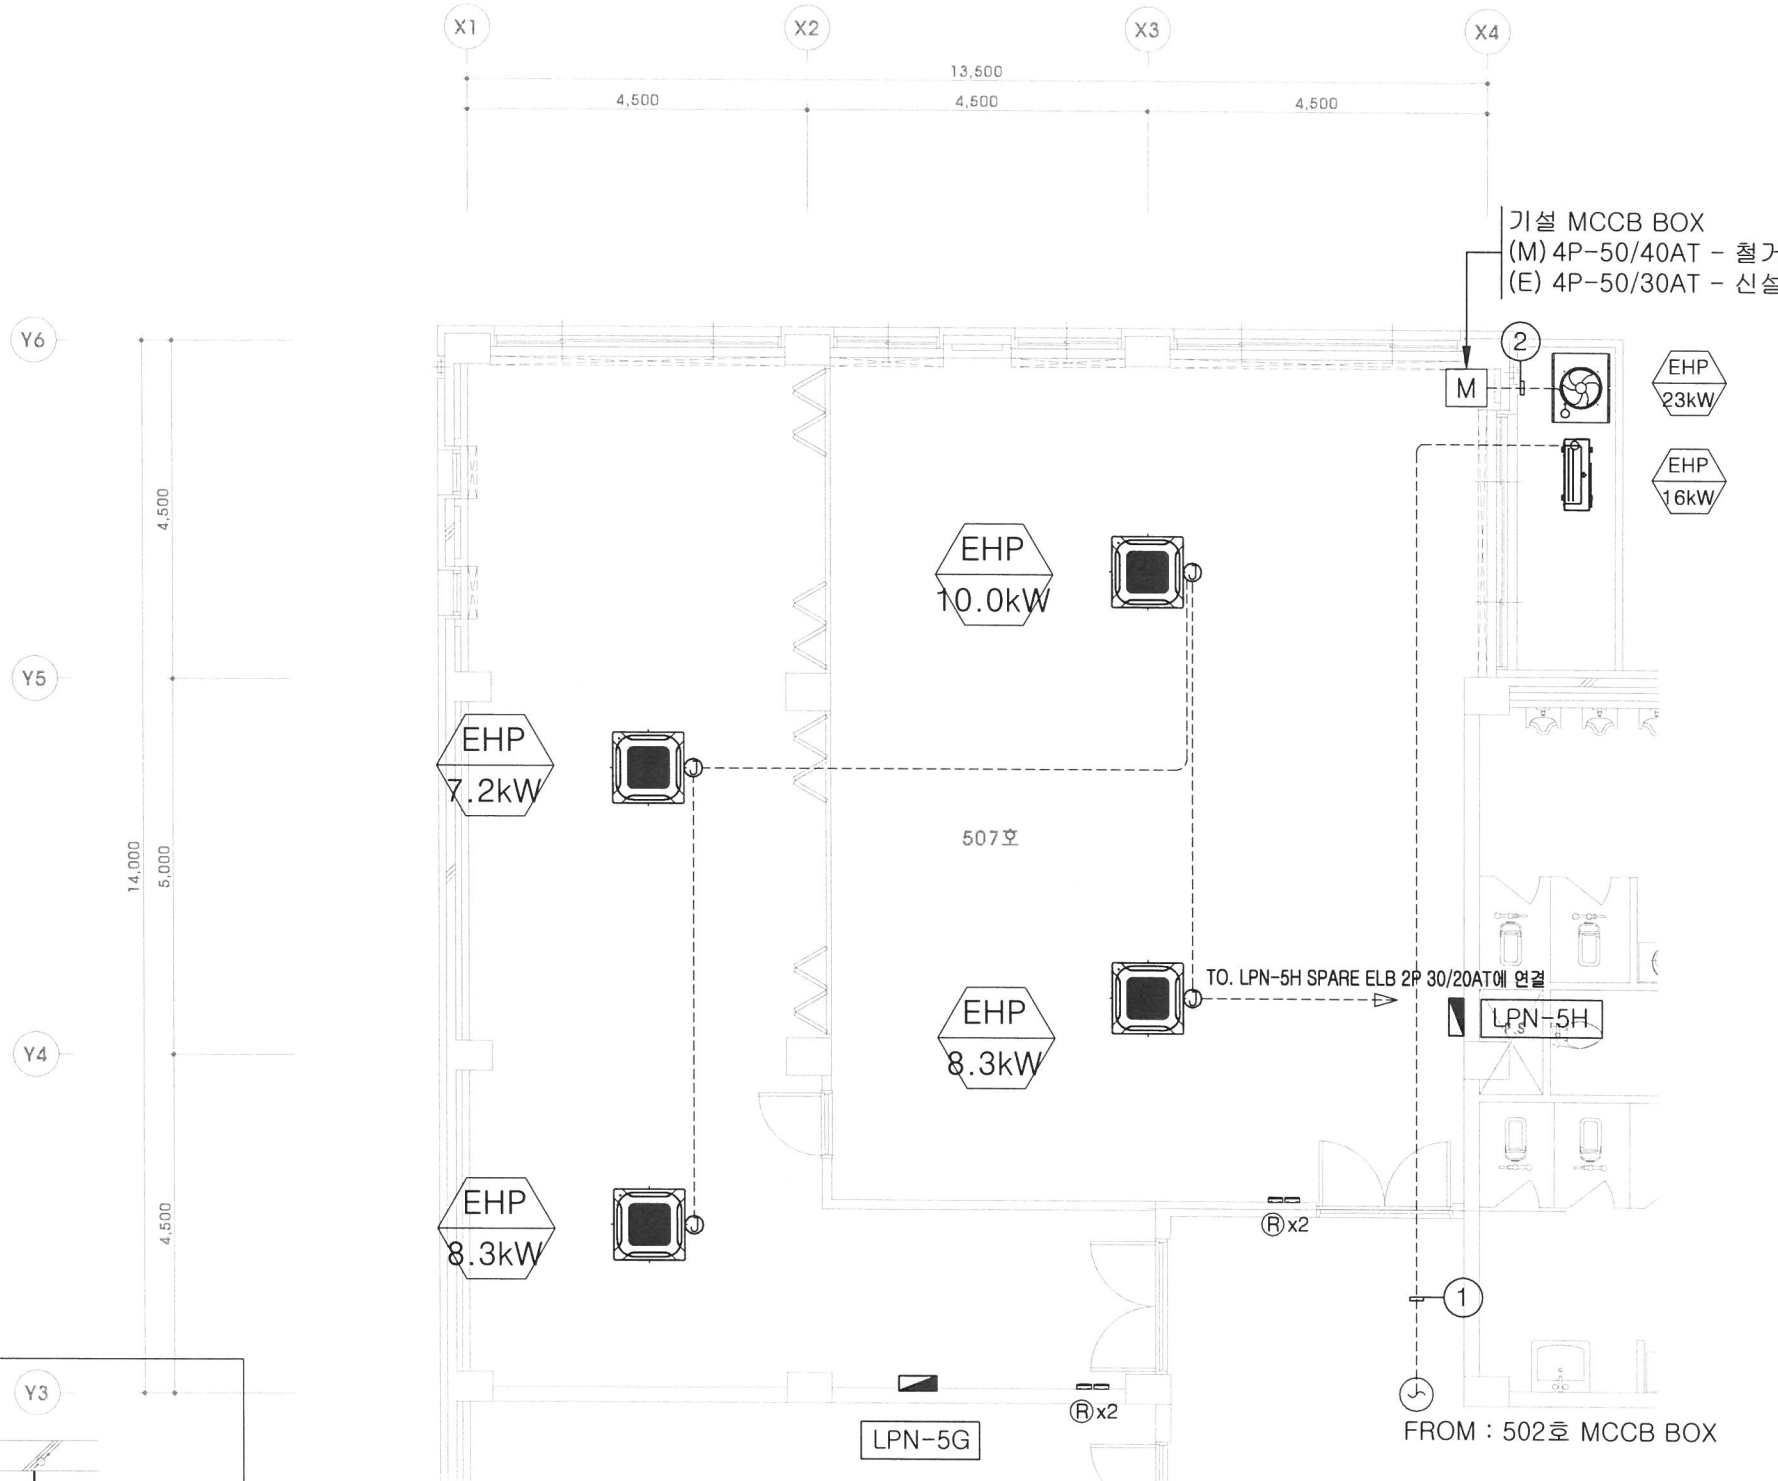 X1
X2
X3
X4
13,500
4,500
4,500
4,500
기설 MCCB BOX
(M) 4P-50/40AT - 철거
(E) 4P-50/30AT - 신설
Y6
2
M
EHP
23kW
EHP
16kW
4,500
EHP
10.0kW
Y5
EHP
7.2kW
507호
14,000
5,000
TO. LPN-5H SPARE ELB 2P 30/20AT에 연결
EHP
8.3kW
LPN-5H
Y4
EHP
8.3kW
4,500
R x2
1
Y3
R x2
LPN-5G
FROM : 502호 MCCB BOX